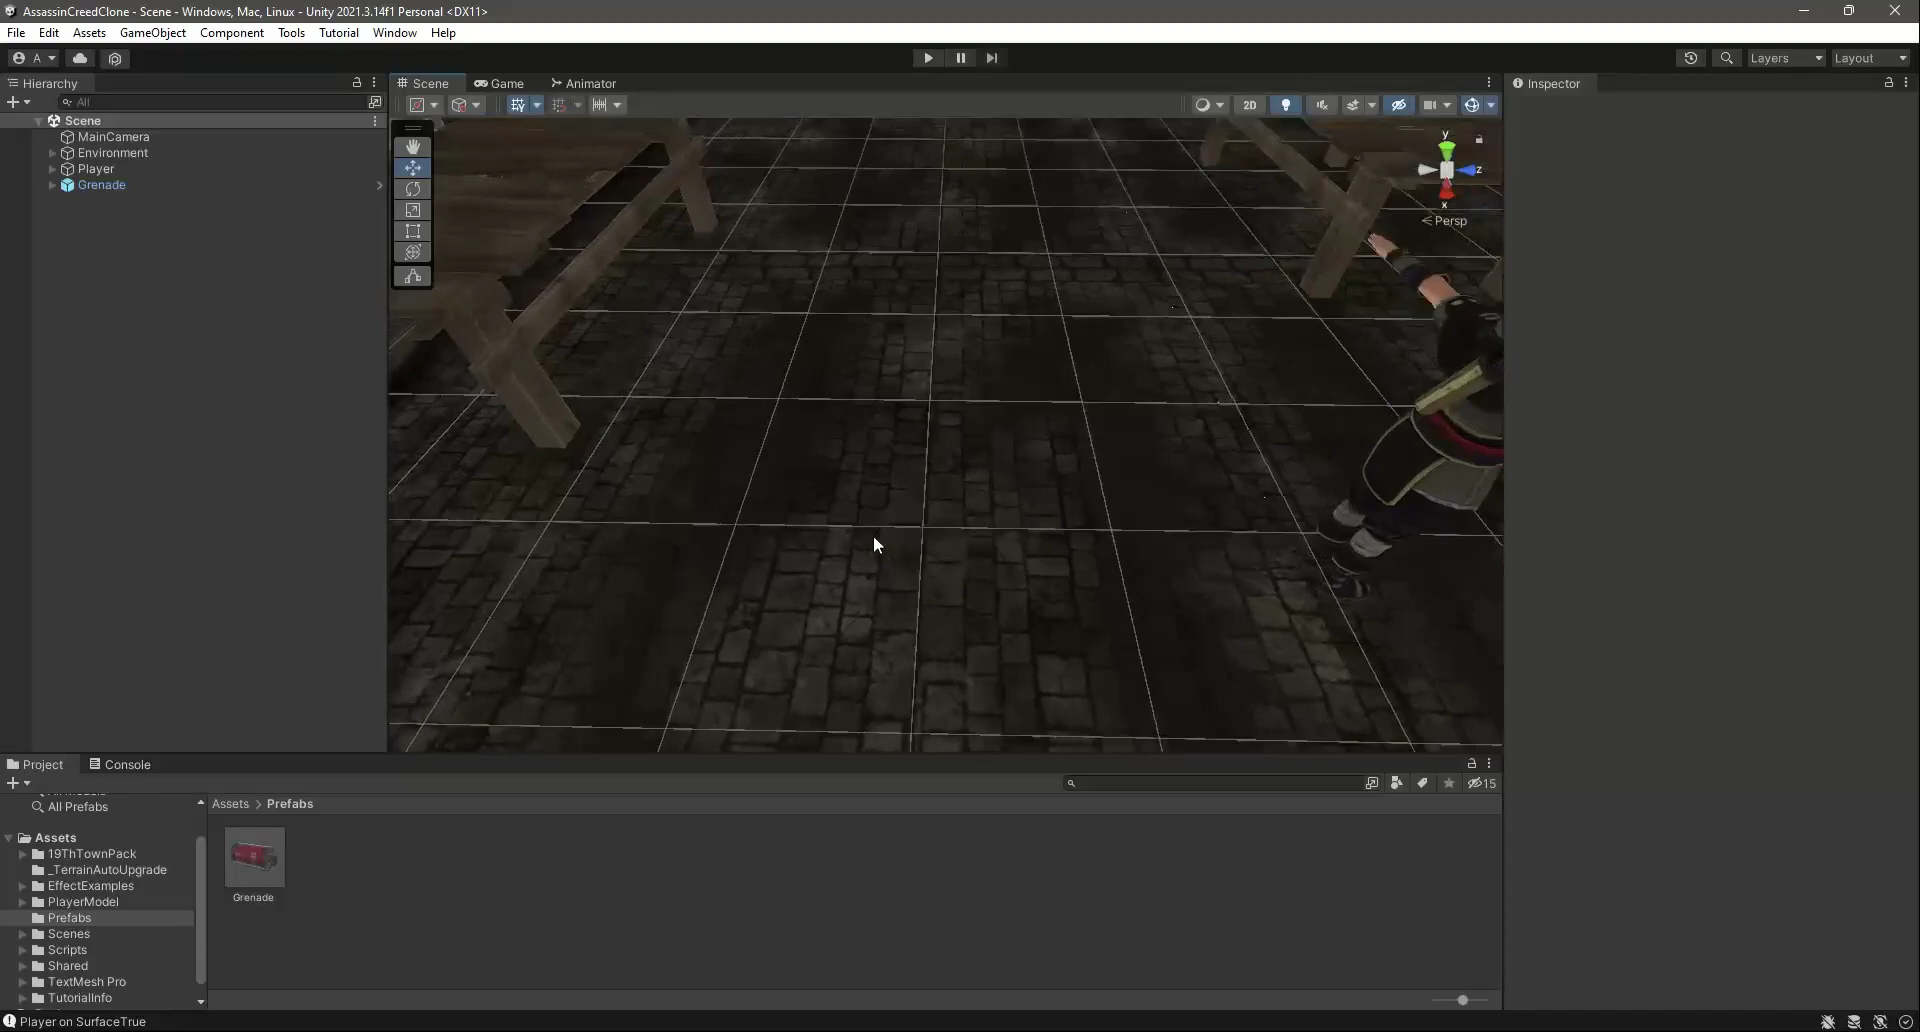 AssassinCreedClone - Scene - Windows, Mac, Linux - Unity 2021.3.14f1 Personal <DX11>
File Edit Assets GameObject Component Tools Tutorial Window Help
A Layers Layout
Hierarchy Scene Game Animator Inspector
All 2D
Scene
MainCamera
Environment
Player
Grenade
y
z
x
Persp
Project Console
15
All Prefabs
Assets > Prefabs
Assets
19ThTownPack
_TerrainAutoUpgrade
EffectExamples
PlayerModel
Prefabs
Scenes
Scripts
Shared
TextMesh Pro
TutorialInfo
Grenade
Player on SurfaceTrue